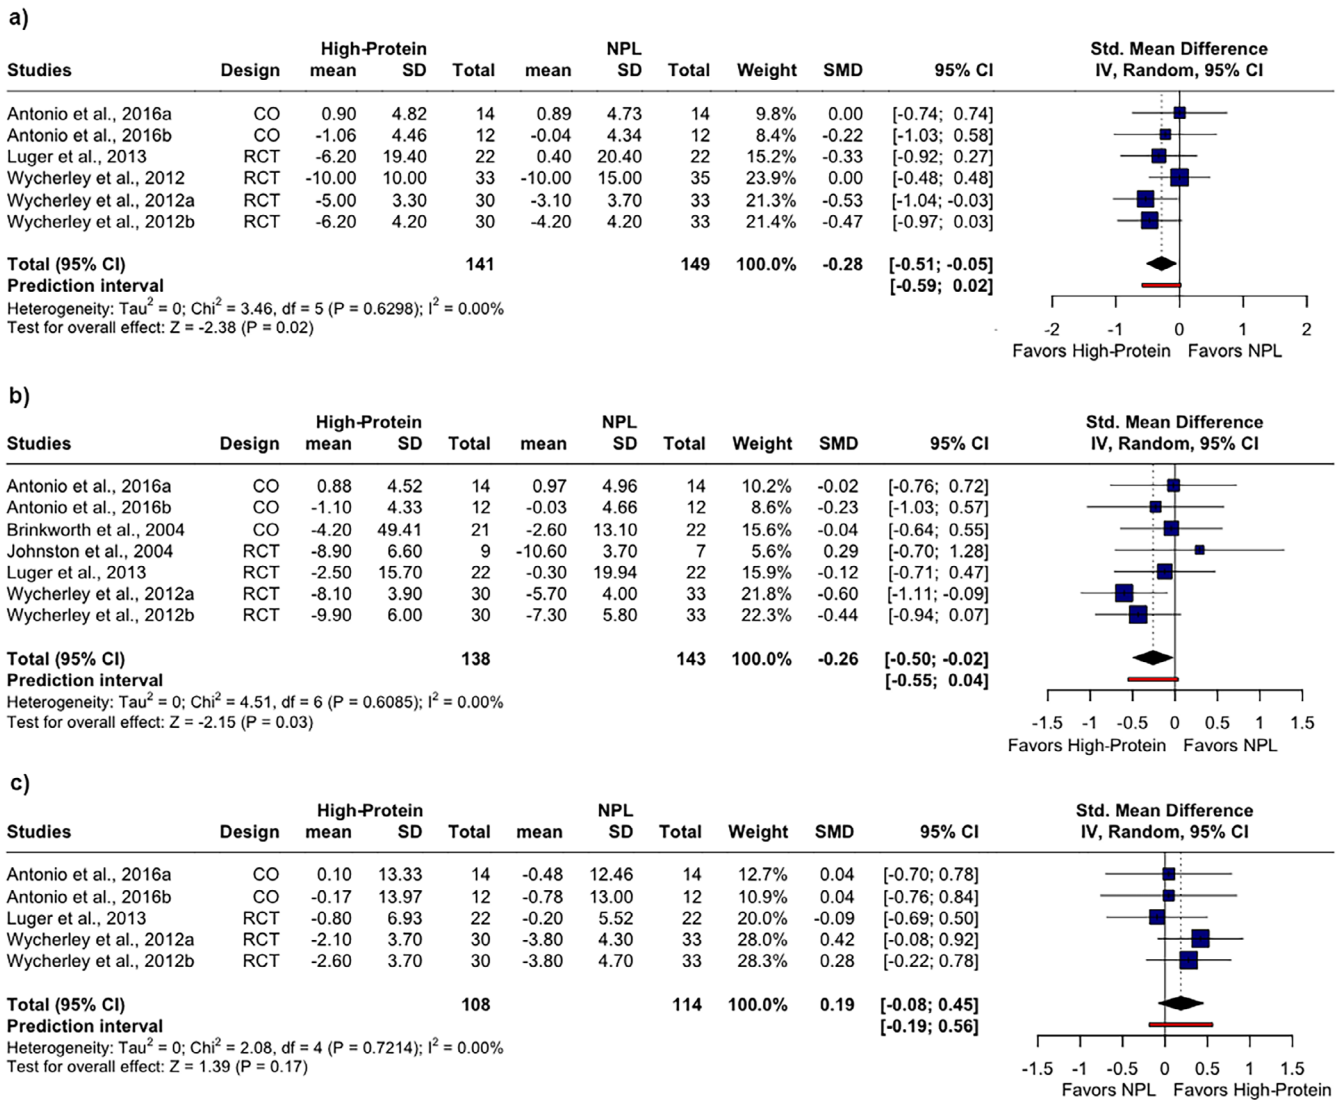 a)
High-Protein NPL Std. Mean Difference
Studies Design mean SD Total mean SD Total Weight SMD 95% CI IV, Random, 95% CI
Antonio et al., 2016a CO 0.90 4.82 14 0.89 4.73 14 9.8% 0.00 [-0.74; 0.74]
Antonio et al., 2016b CO -1.06 4.46 12 -0.04 4.34 12 8.4% -0.22 [-1.03; 0.58]
Luger et al., 2013 RCT -6.20 19.40 22 0.40 20.40 22 15.2% -0.33 [-0.92; 0.27]
Wycherley et al., 2012 RCT -10.00 10.00 33 -10.00 15.00 35 23.9% 0.00 [-0.48; 0.48]
Wycherley et al., 2012a RCT -5.00 3.30 30 -3.10 3.70 33 21.3% -0.53 [-1.04; -0.03]
Wycherley et al., 2012b RCT -6.20 4.20 30 -4.20 4.20 33 21.4% -0.47 [-0.97; 0.03]
Total (95% CI) 141 149 100.0% -0.28 [-0.51; -0.05]
Prediction interval [-0.59; 0.02]
Heterogeneity: Tau² = 0; Chi² = 3.46, df = 5 (P = 0.6298); I² = 0.00%
Test for overall effect: Z = -2.38 (P = 0.02)
-2 -1 0 1 2
Favors High-Protein Favors NPL
b)
High-Protein NPL Std. Mean Difference
Studies Design mean SD Total mean SD Total Weight SMD 95% CI IV, Random, 95% CI
Antonio et al., 2016a CO 0.88 4.52 14 0.97 4.96 14 10.2% -0.02 [-0.76; 0.72]
Antonio et al., 2016b CO -1.10 4.33 12 -0.03 4.66 12 8.6% -0.23 [-1.03; 0.57]
Brinkworth et al., 2004 CO -4.20 49.41 21 -2.60 13.10 22 15.6% -0.04 [-0.64; 0.55]
Johnston et al., 2004 RCT -8.90 6.60 9 -10.60 3.70 7 5.6% 0.29 [-0.70; 1.28]
Luger et al., 2013 RCT -2.50 15.70 22 -0.30 19.94 22 15.9% -0.12 [-0.71; 0.47]
Wycherley et al., 2012a RCT -8.10 3.90 30 -5.70 4.00 33 21.8% -0.60 [-1.11; -0.09]
Wycherley et al., 2012b RCT -9.90 6.00 30 -7.30 5.80 33 22.3% -0.44 [-0.94; 0.07]
Total (95% CI) 138 143 100.0% -0.26 [-0.50; -0.02]
Prediction interval [-0.55; 0.04]
Heterogeneity: Tau² = 0; Chi² = 4.51, df = 6 (P = 0.6085); I² = 0.00%
Test for overall effect: Z = -2.15 (P = 0.03)
-1.5 -1 -0.5 0 0.5 1 1.5
Favors High-Protein Favors NPL
c)
High-Protein NPL Std. Mean Difference
Studies Design mean SD Total mean SD Total Weight SMD 95% CI IV, Random, 95% CI
Antonio et al., 2016a CO 0.10 13.33 14 -0.48 12.46 14 12.7% 0.04 [-0.70; 0.78]
Antonio et al., 2016b CO -0.17 13.97 12 -0.78 13.00 12 10.9% 0.04 [-0.76; 0.84]
Luger et al., 2013 RCT -0.80 6.93 22 -0.20 5.52 22 20.0% -0.09 [-0.69; 0.50]
Wycherley et al., 2012a RCT -2.10 3.70 30 -3.80 4.30 33 28.0% 0.42 [-0.08; 0.92]
Wycherley et al., 2012b RCT -2.60 3.70 30 -3.80 4.70 33 28.3% 0.28 [-0.22; 0.78]
Total (95% CI) 108 114 100.0% 0.19 [-0.08; 0.45]
Prediction interval [-0.19; 0.56]
Heterogeneity: Tau² = 0; Chi² = 2.08, df = 4 (P = 0.7214); I² = 0.00%
Test for overall effect: Z = 1.39 (P = 0.17)
-1.5 -1 -0.5 0 0.5 1 1.5
Favors NPL Favors High-Protein